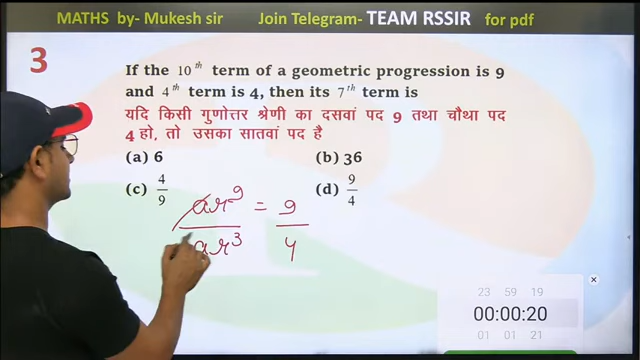 MATHS by- Mukesh sir Join Telegram- TEAM RSSIR for pdf
3
If the 10th term of a geometric progression is 9
and 4th term is 4, then its 7th term is
यदि किसी गुणोत्तर श्रेणी का दसवां पद 9 तथा चौथा पद
4 हो, तो उसका सातवां पद है
(a) 6 (b) 36
(c) 4/9 (d) 9/4
ar⁹/ar³ = 9/4
23 59 19
00:00:20
01 01 21